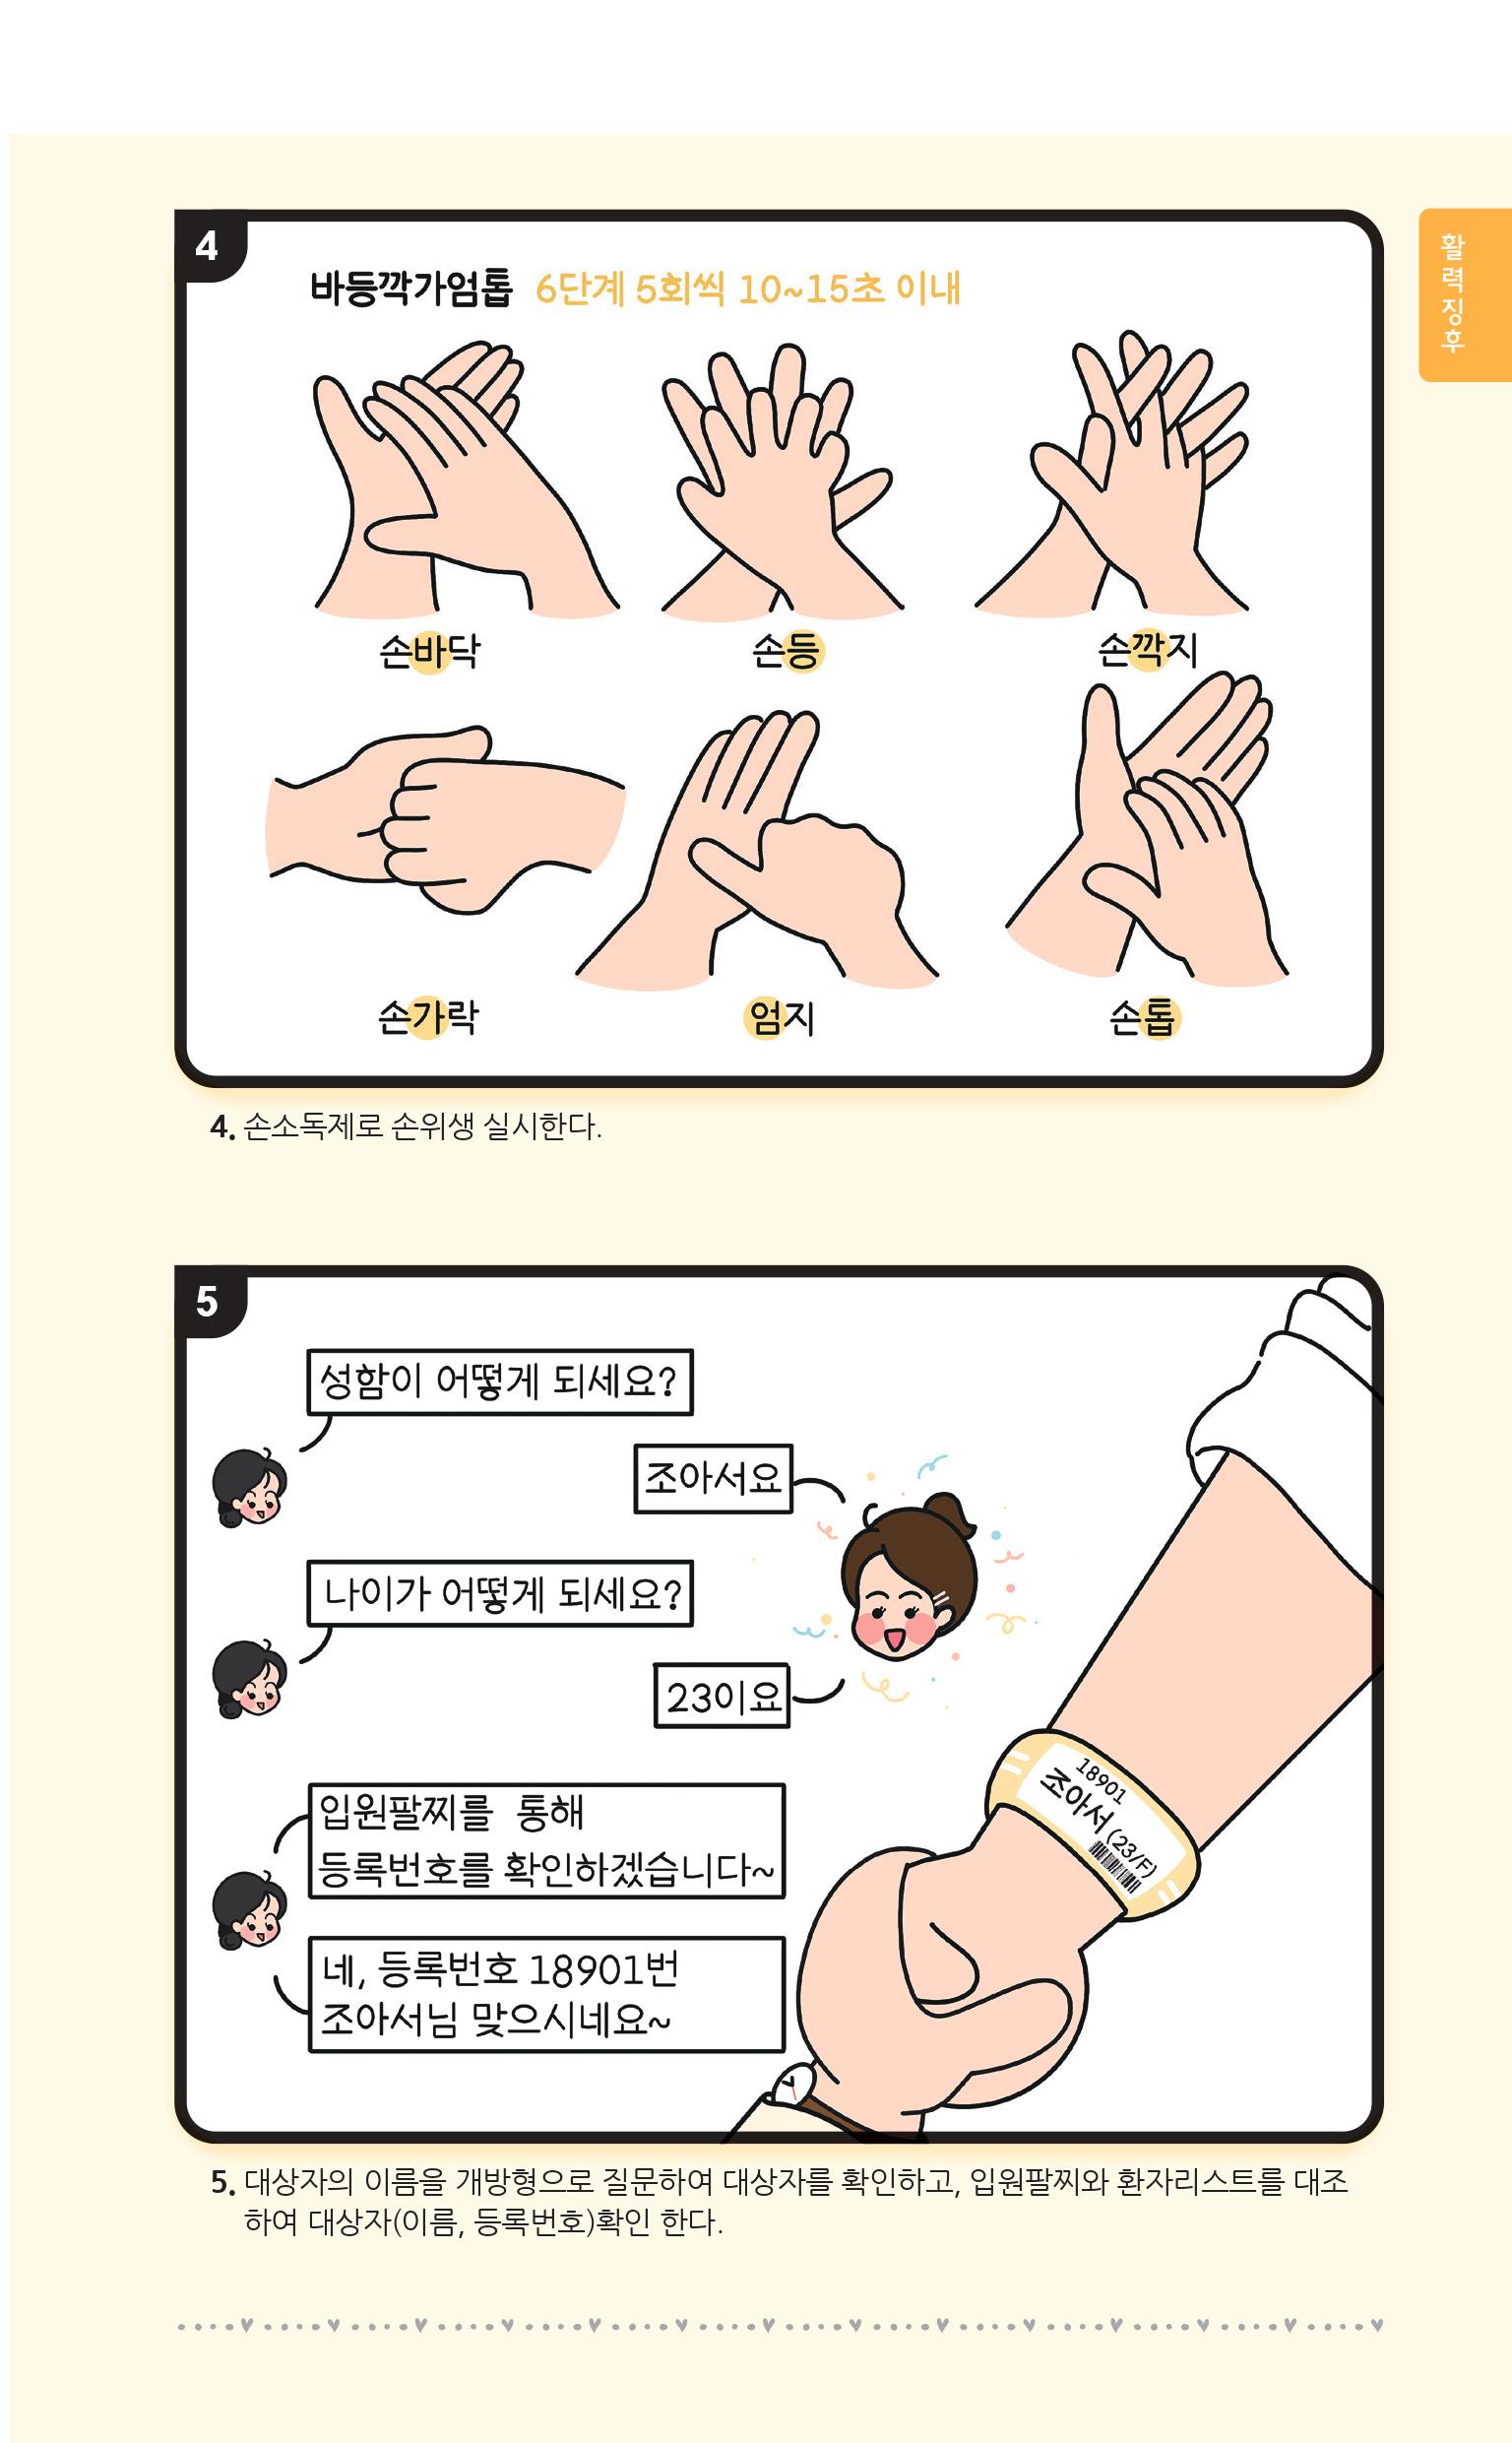 활력징후
4
바등깍가엄톱 6단계 5회씩 10~15초 이내
손바닥 손등 손깍지
손가락 엄지 손톱
4. 손소독제로 손위생 실시한다.
5
성함이 어떻게 되세요?
조아서요
나이가 어떻게 되세요?
23이요
18901
조아서 (23/F)
입원팔찌를 통해
등록번호를 확인하겠습니다~
네, 등록번호 18901번
조아서님 맞으시네요~
5. 대상자의 이름을 개방형으로 질문하여 대상자를 확인하고, 입원팔찌와 환자리스트를 대조
하여 대상자(이름, 등록번호)확인 한다.